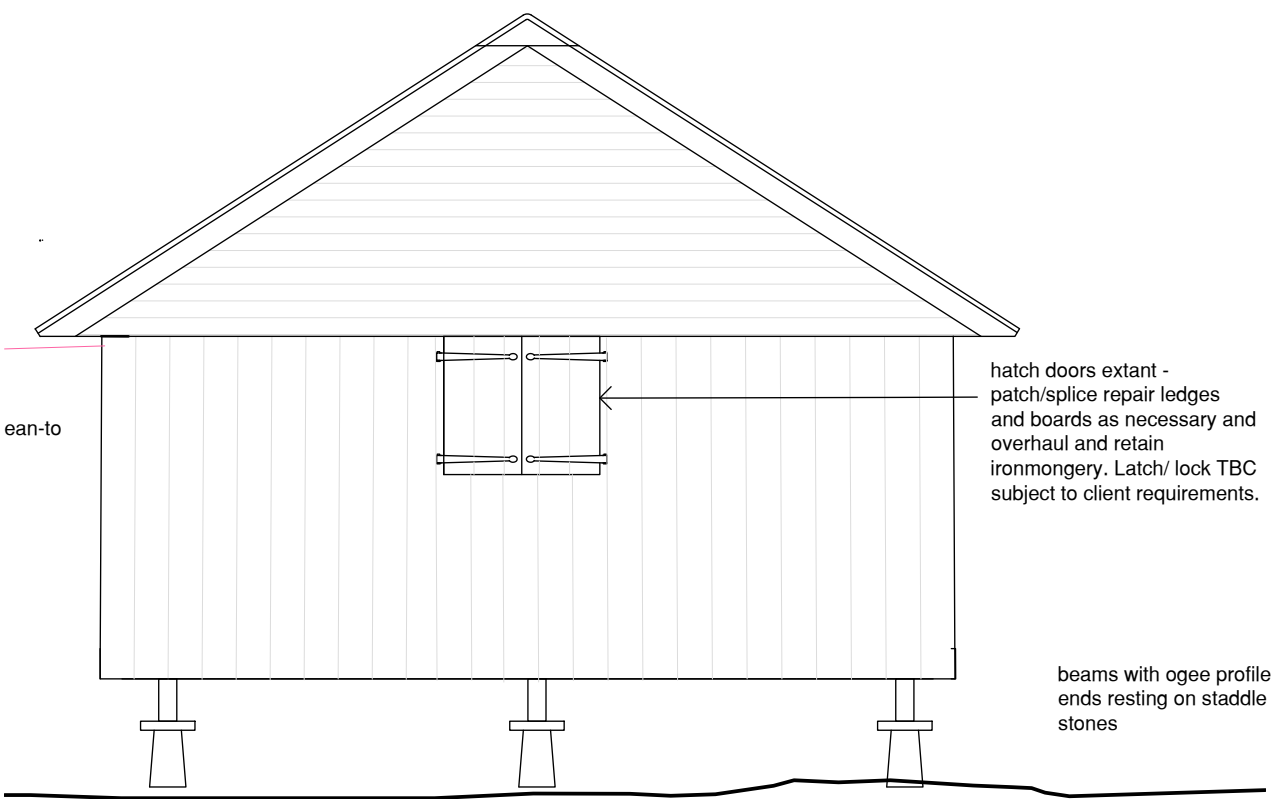 hatch doors extant -
patch/splice repair ledges
and boards as necessary and
overhaul and retain
ironmongery. Latch/ lock TBC
subject to client requirements.
ean-to
beams with ogee profile
ends resting on staddle
stones